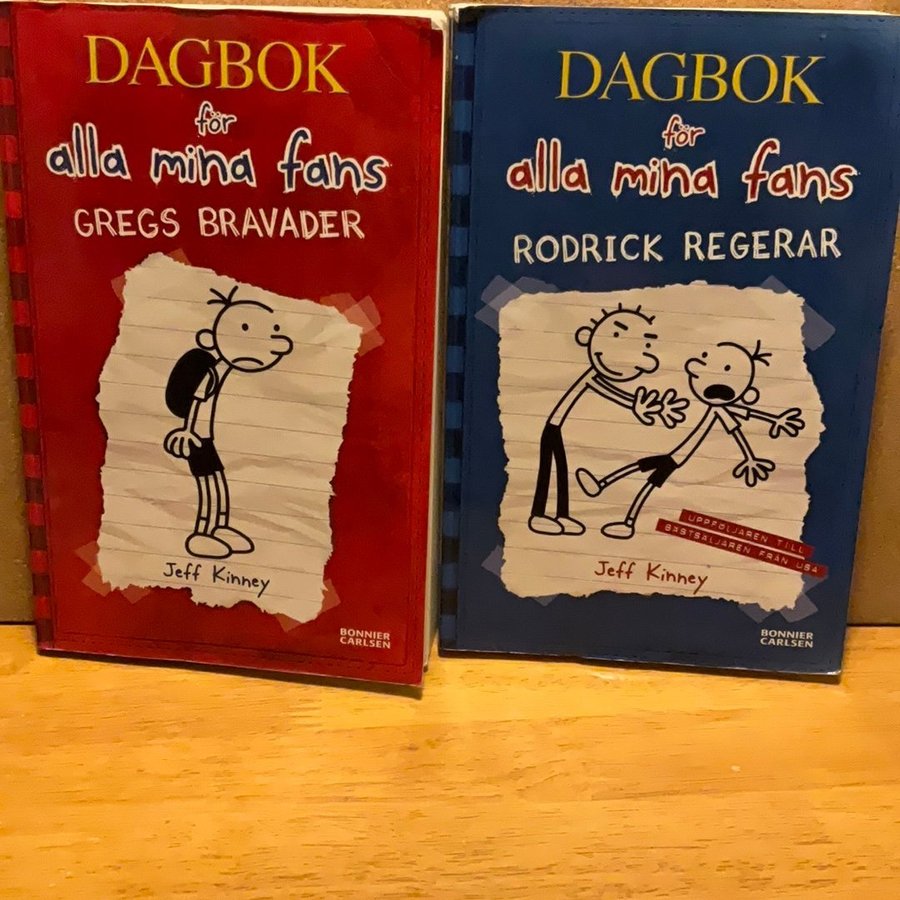 DAGBOK
för
alla mina fans
GREGS BRAVADER
Jeff Kinney
BONNIER
CARLSEN
DAGBOK
för
alla mina fans
RODRICK REGERAR
UPPFÖLJAREN TILL
BÄSTSÄLJAREN FRÅN USA
Jeff Kinney
BONNIER
CARLSEN